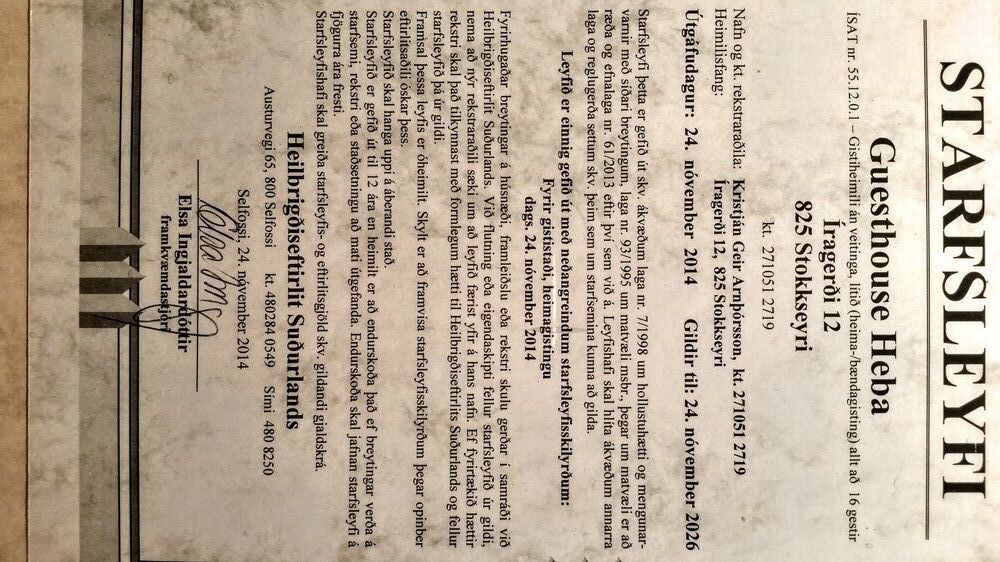 STARFSLEYFI
ÍSAT nr. 55.12.0.1 – Gistiheimili án veitinga, lítið (heima-/bændagisting) allt að 16 gestir
Guesthouse Heba
Íragerði 12
825 Stokkseyri
kt. 271051 2719
Nafn og kt. rekstraraðila: Kristján Geir Arnþórsson, kt. 271051 2719
Heimilisfang: Íragerði 12, 825 Stokkseyri
Útgáfudagur: 24. nóvember 2014 Gildir til: 24. nóvember 2026
Starfsleyfi þetta er gefið út skv. ákvæðum laga nr. 7/1998 um hollustuhætti og mengunar-
varnir með síðari breytingum, laga nr. 93/1995 um matvæli msbr., þegar um matvæli er að
ræða og efnalaga nr. 61/2013 eftir því sem við á. Leyfishafi skal hlíta ákvæðum annarra
laga og reglugerða settum skv. þeim sem um starfsemina kunna að gilda.
Leyfið er einnig gefið út með neðangreindum starfsleyfisskilyrðum:
Fyrir gististaði, heimagistingu
dags. 24. nóvember 2014
Fyrirhugaðar breytingar á húsnæði, framleiðslu eða rekstri skulu gerðar í samráði við
Heilbrigðiseftirlit Suðurlands. Við flutning eða eigendaskipti fellur starfsleyfið úr gildi,
nema að nýr rekstraraðili sæki um að leyfið færist yfir á hans nafn. Ef fyrirtækið hættir
rekstri skal það tilkynnast með formlegum hætti til Heilbrigðiseftirlits Suðurlands og fellur
starfsleyfið þá úr gildi.
Framsal þessa leyfis er óheimilt. Skylt er að framvísa starfsleyfisskilyrðum þegar opinber
eftirlitsaðili óskar þess.
Starfsleyfið skal hanga uppi á áberandi stað.
Starfsleyfið er gefið út til 12 ára en heimilt er að endurskoða það ef breytingar verða á
starfsemi, rekstri eða staðsetningu að mati útgefanda. Endurskoða skal jafnan starfsleyfi á
fjögurra ára fresti.
Starfsleyfishafi skal greiða starfsleyfis- og eftirlitsgjöld skv. gildandi gjaldskrá.
Heilbrigðiseftirlit Suðurlands
Austurvegi 65, 800 Selfossi kt. 480284 0549 Sími 480 8250
Selfossi, 24. nóvember 2014
Elsa Ingjaldardóttir
framkvæmdastjóri